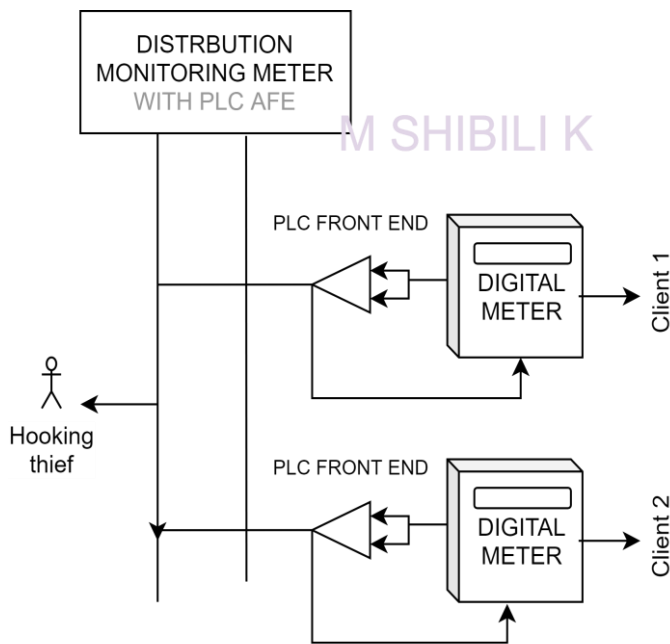 DISTRBUTION
MONITORING METER
WITH PLC AFE
M SHIBILI K
PLC FRONT END
DIGITAL
METER
Client 1
Hooking
thief
PLC FRONT END
DIGITAL
METER
Client 2